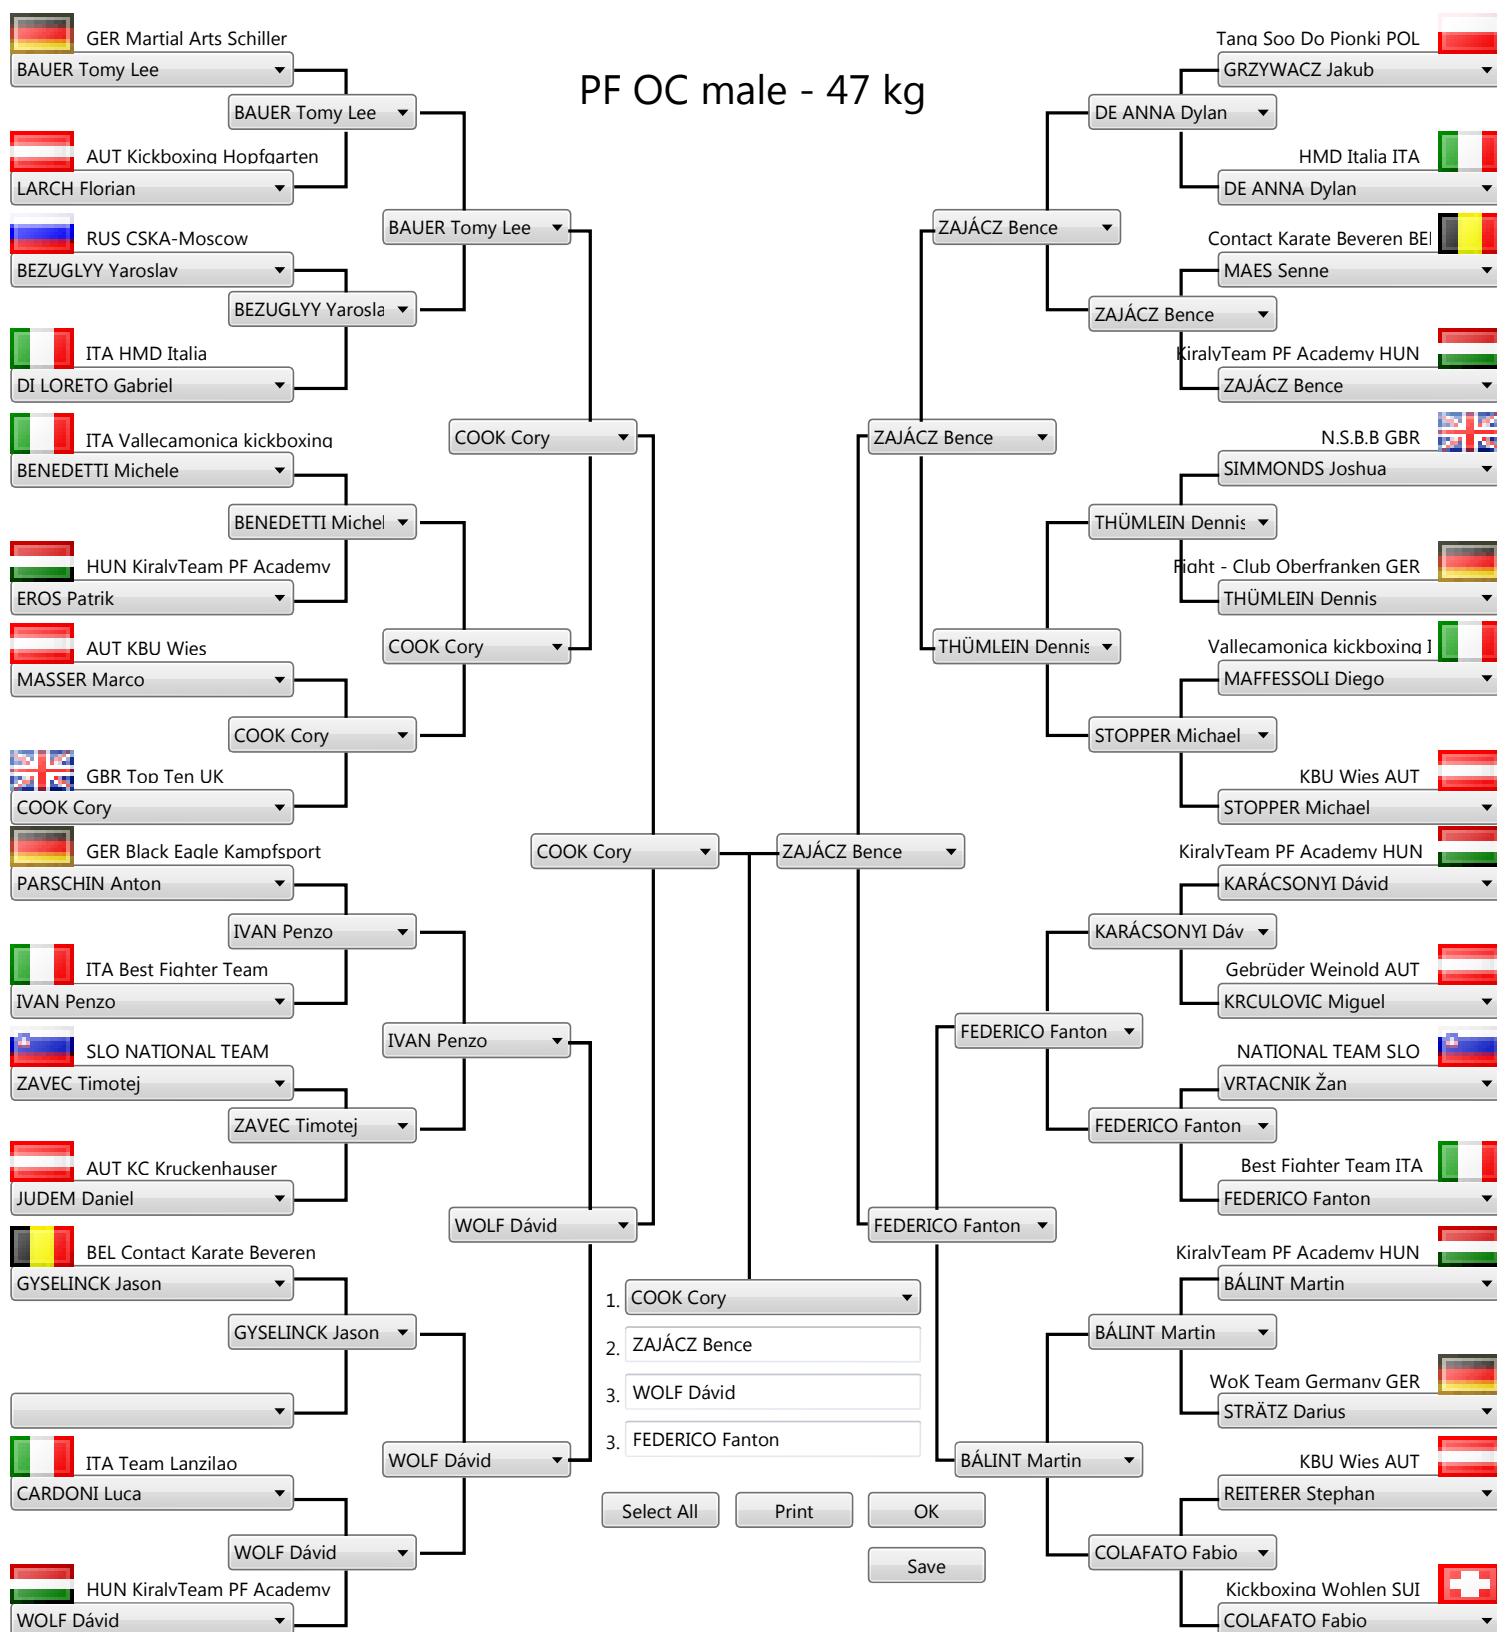 PF OC male - 47 kg
GER Martial Arts Schiller
BAUER Tomy Lee
BAUER Tomy Lee
AUT Kickboxing Hopfgarten
LARCH Florian
BAUER Tomy Lee
RUS CSKA-Moscow
BEZUGLYY Yaroslav
BEZUGLYY Yarosla
ITA HMD Italia
DI LORETO Gabriel
ITA Vallecamonica kickboxing
COOK Cory
BENEDETTI Michele
BENEDETTI Michel
HUN KiralyTeam PF Academy
EROS Patrik
COOK Cory
AUT KBU Wies
MASSER Marco
COOK Cory
GBR Top Ten UK
COOK Cory
COOK Cory
GER Black Eagle Kampfsport
PARSCHIN Anton
IVAN Penzo
ITA Best Fighter Team
IVAN Penzo
IVAN Penzo
SLO NATIONAL TEAM
ZAVEC Timotej
ZAVEC Timotej
AUT KC Kruckenhauser
JUDEM Daniel
WOLF Dávid
BEL Contact Karate Beveren
GYSELINCK Jason
GYSELINCK Jason
WOLF Dávid
ITA Team Lanzilao
CARDONI Luca
WOLF Dávid
HUN KiralyTeam PF Academy
WOLF Dávid
Tang Soo Do Pionki POL
GRZYWACZ Jakub
DE ANNA Dylan
HMD Italia ITA
DE ANNA Dylan
ZAJÁCZ Bence
Contact Karate Beveren BEI
MAES Senne
ZAJÁCZ Bence
KiralyTeam PF Academy HUN
ZAJÁCZ Bence
ZAJÁCZ Bence
N.S.B.B GBR
SIMMONDS Joshua
THÜMLEIN Dennis
Fight - Club Oberfranken GER
THÜMLEIN Dennis
THÜMLEIN Dennis
Vallecamonica kickboxing I
MAFFESSOLI Diego
STOPPER Michael
KBU Wies AUT
STOPPER Michael
ZAJÁCZ Bence
KiralyTeam PF Academy HUN
KARÁCSONYI Dávid
KARÁCSONYI Dáv
Gebrüder Weinold AUT
KRCULOVIC Miguel
FEDERICO Fanton
NATIONAL TEAM SLO
VRTACNIK Žan
FEDERICO Fanton
Best Fighter Team ITA
FEDERICO Fanton
FEDERICO Fanton
KiralyTeam PF Academy HUN
BÁLINT Martin
BÁLINT Martin
WoK Team Germany GER
STRÄTZ Darius
BÁLINT Martin
KBU Wies AUT
REITERER Stephan
COLAFATO Fabio
Kickboxing Wohlen SUI
COLAFATO Fabio
1. COOK Cory
2. ZAJÁCZ Bence
3. WOLF Dávid
3. FEDERICO Fanton
Select All
Print
OK
Save